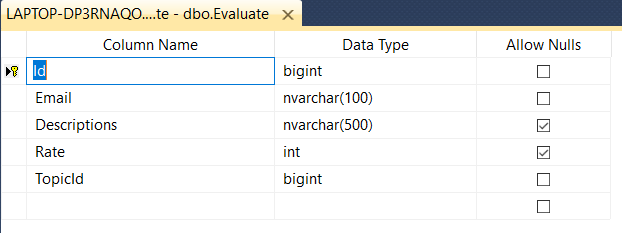 LAPTOP-DP3RNAQO....te - dbo.Evaluate
Column Name Data Type Allow Nulls
Id bigint
Email nvarchar(100)
Descriptions nvarchar(500)
Rate int
TopicId bigint